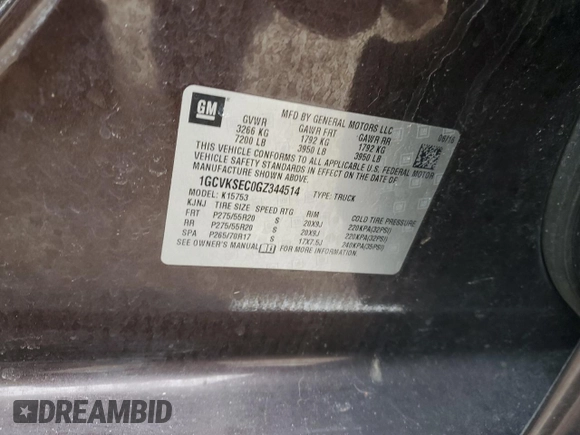 GM
MFD BY GENERAL MOTORS LLC
GVWR GAWR FRT GAWR RR
3266 KG 1792 KG 1792 KG
7200 LB 3950 LB 3950 LB
THIS VEHICLE CONFORMS TO ALL APPLICABLE U.S. FEDERAL MOTOR
VEHICLE SAFETY STANDARDS IN EFFECT ON THE DATE OF MANUFACTURE SHOWN ABOVE.
1GCVKSEC0GZ344514 TYPE: TRUCK
MODEL: K15753
KJNJ TIRE SIZE SPEED RTG RIM COLD TIRE PRESSURE
FRT P275/55R20 S 20X9J 220KPA(32PSI)
RR P275/55R20 S 20X9J 220KPA(32PSI)
SPA P265/70R17 S 17X7.5J 240KPA(35PSI)
SEE OWNER'S MANUAL FOR MORE INFORMATION.
DREAMBID